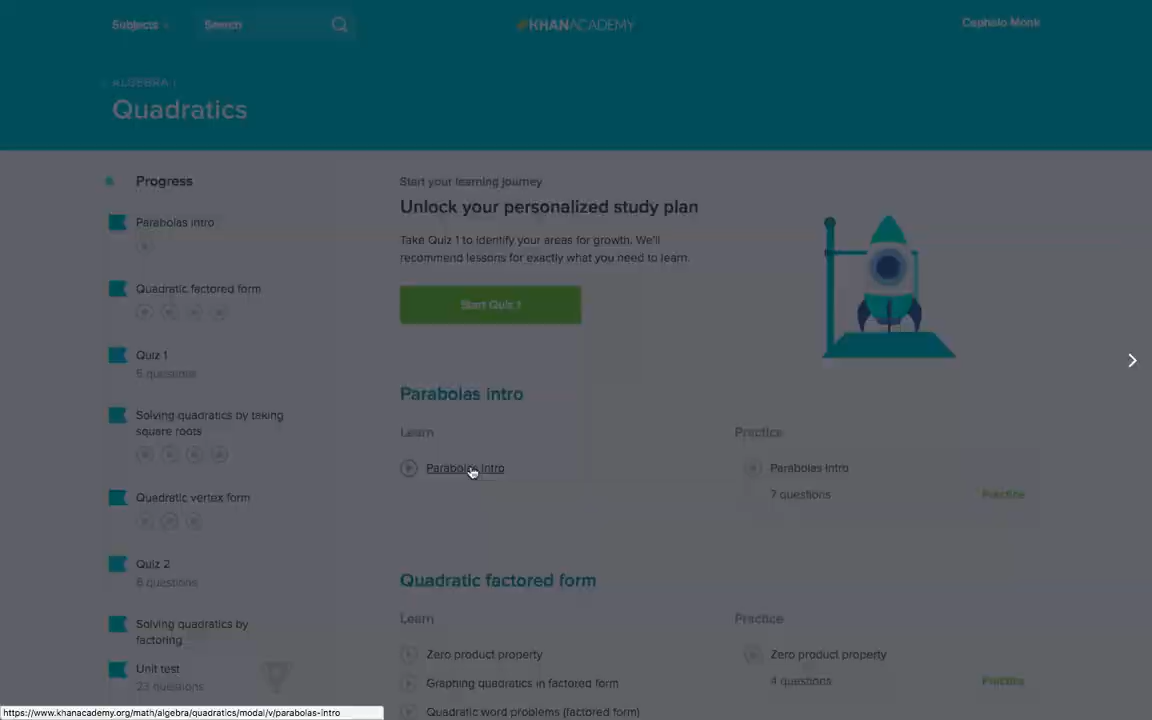 Subjects
Search
KHANACADEMY
Cephalo Monk
ALGEBRA I
Quadratics
Progress
Parabolas intro
Quadratic factored form
Quiz 1
5 questions
Solving quadratics by taking
square roots
Quadratic vertex form
Quiz 2
6 questions
Solving quadratics by
factoring
Unit test
23 questions
Start your learning journey
Unlock your personalized study plan
Take Quiz 1 to identify your areas for growth. We'll
recommend lessons for exactly what you need to learn.
Start Quiz 1
Parabolas intro
Learn
Parabolas intro
Practice
Parabolas intro
7 questions
Practice
Quadratic factored form
Learn
Zero product property
Graphing quadratics in factored form
Quadratic word problems (factored form)
Practice
Zero product property
4 questions
Practice
https://www.khanacademy.org/math/algebra/quadratics/modal/v/parabolas-intro